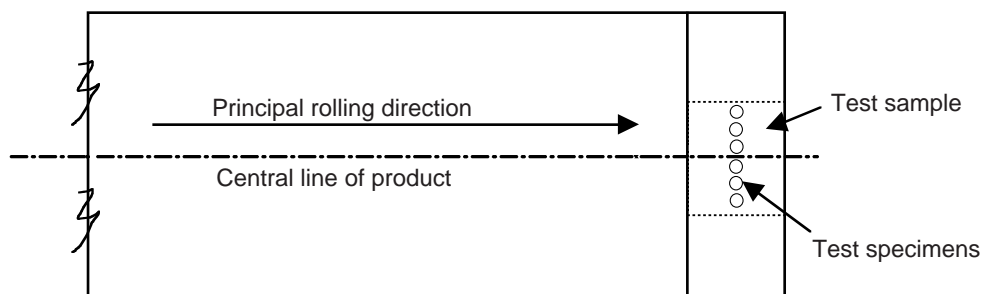 Principal rolling direction
Test sample
Central line of product
Test specimens